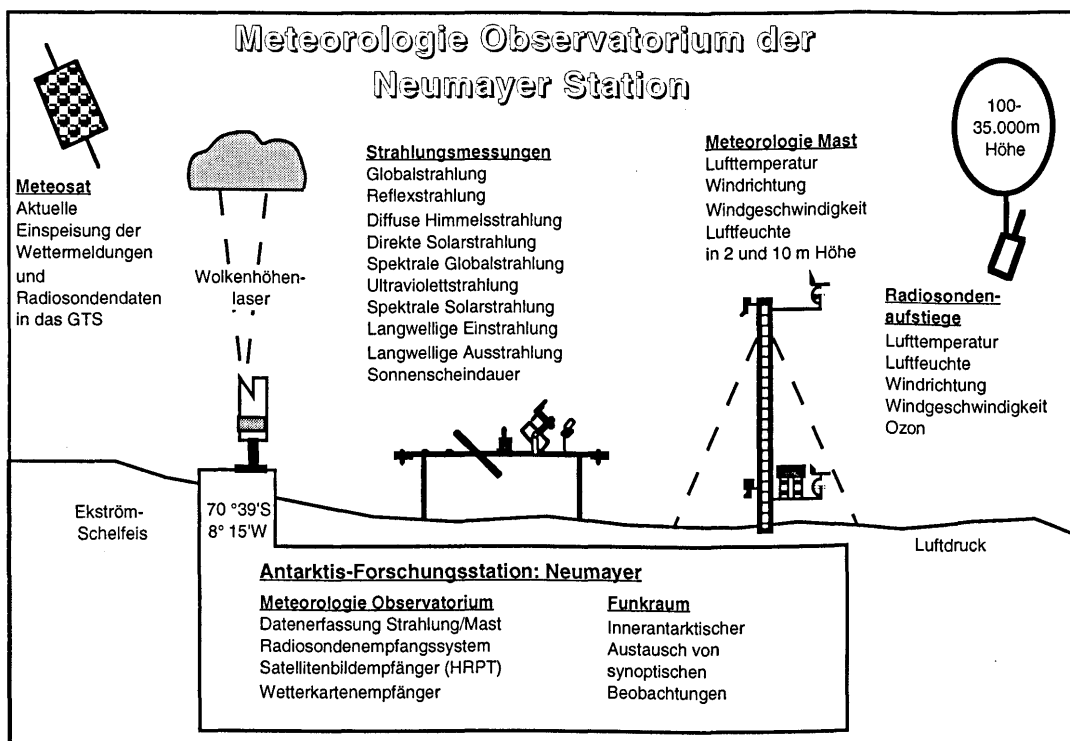 Meteorologie Observatorium der
Neumayer Station
Meteosat
Aktuelle
Einspeisung der
Wettermeldungen
und
Radiosondendaten
in das GTS
Wolkenhöhen-
laser
Strahlungsmessungen
Globalstrahlung
Reflexstrahlung
Diffuse Himmelsstrahlung
Direkte Solarstrahlung
Spektrale Globalstrahlung
Ultraviolettstrahlung
Spektrale Solarstrahlung
Langwellige Einstrahlung
Langwellige Ausstrahlung
Sonnenscheindauer
Meteorologie Mast
Lufttemperatur
Windrichtung
Windgeschwindigkeit
Luftfeuchte
in 2 und 10 m Höhe
100-
35.000m
Höhe
Radiosonden-
aufstiege
Lufttemperatur
Luftfeuchte
Windrichtung
Windgeschwindigkeit
Ozon
Ekström-
Schelfeis
70 °39'S
8° 15'W
Luftdruck
Antarktis-Forschungsstation: Neumayer
Meteorologie Observatorium
Datenerfassung Strahlung/Mast
Radiosondenempfangssystem
Satellitenbildempfänger (HRPT)
Wetterkartenempfänger
Funkraum
Innerantarktischer
Austausch von
synoptischen
Beobachtungen